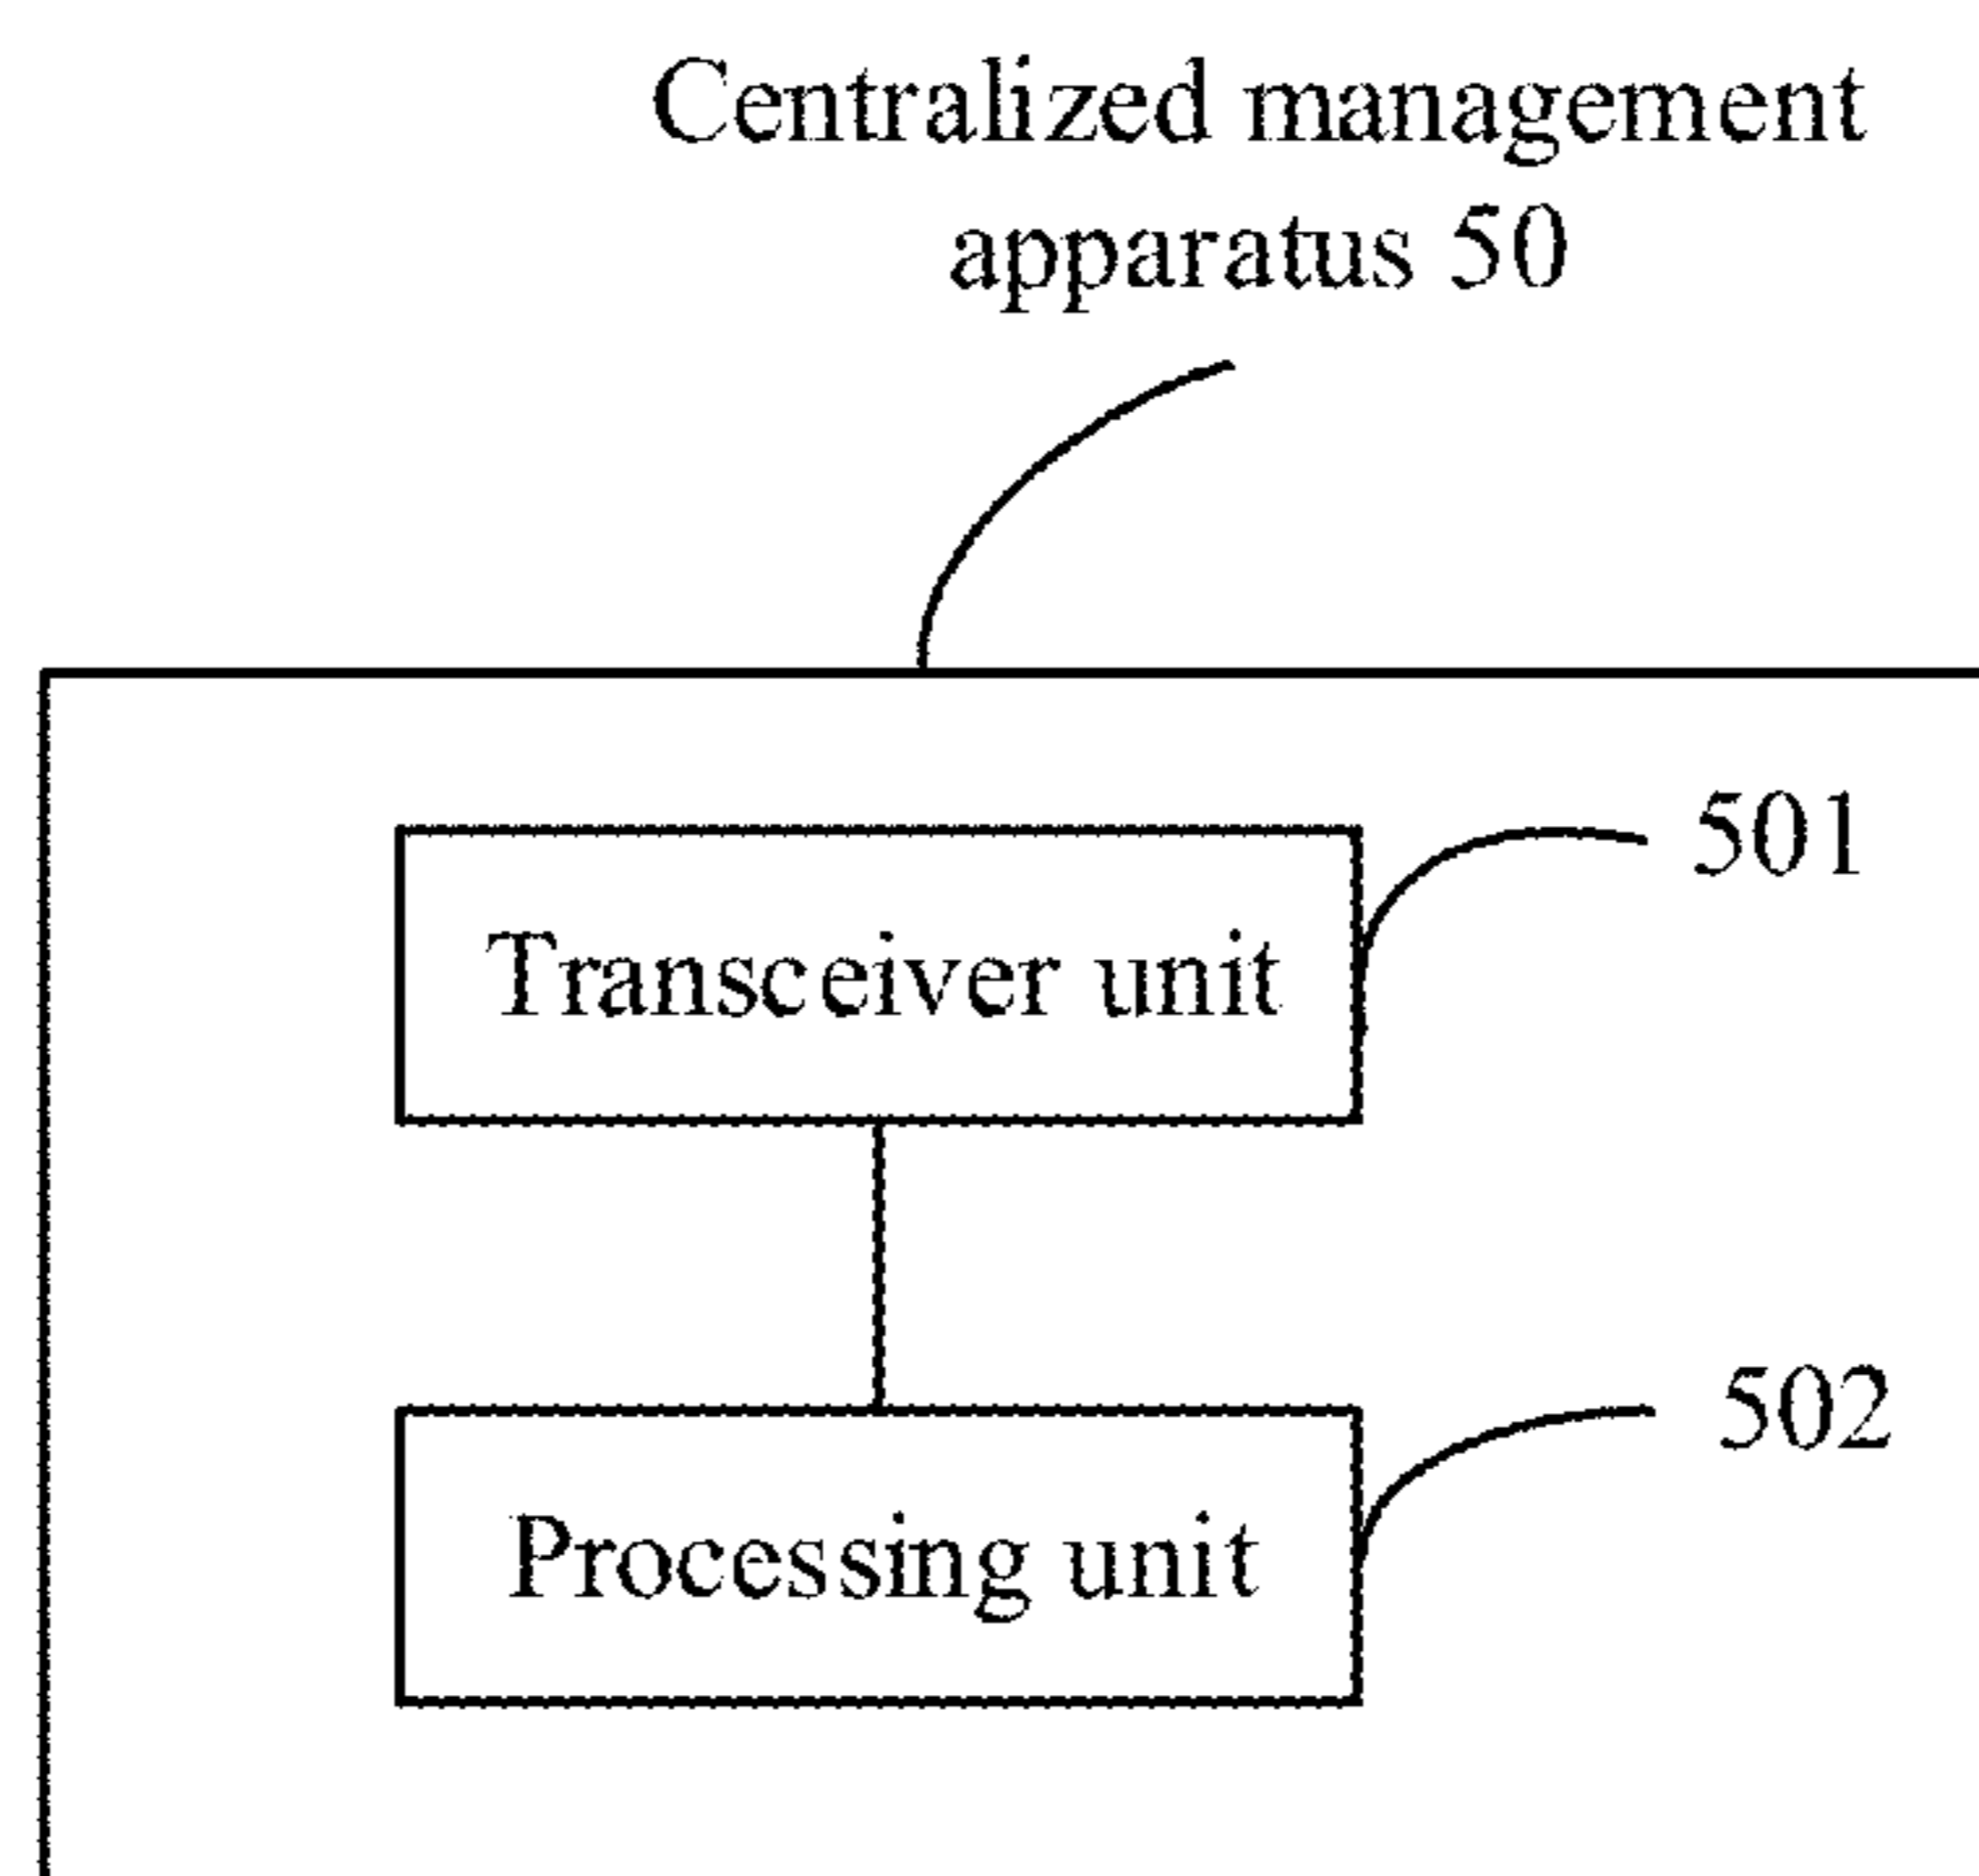 Centralized management
apparatus 50
501
Transceiver unit
502
Processing unit